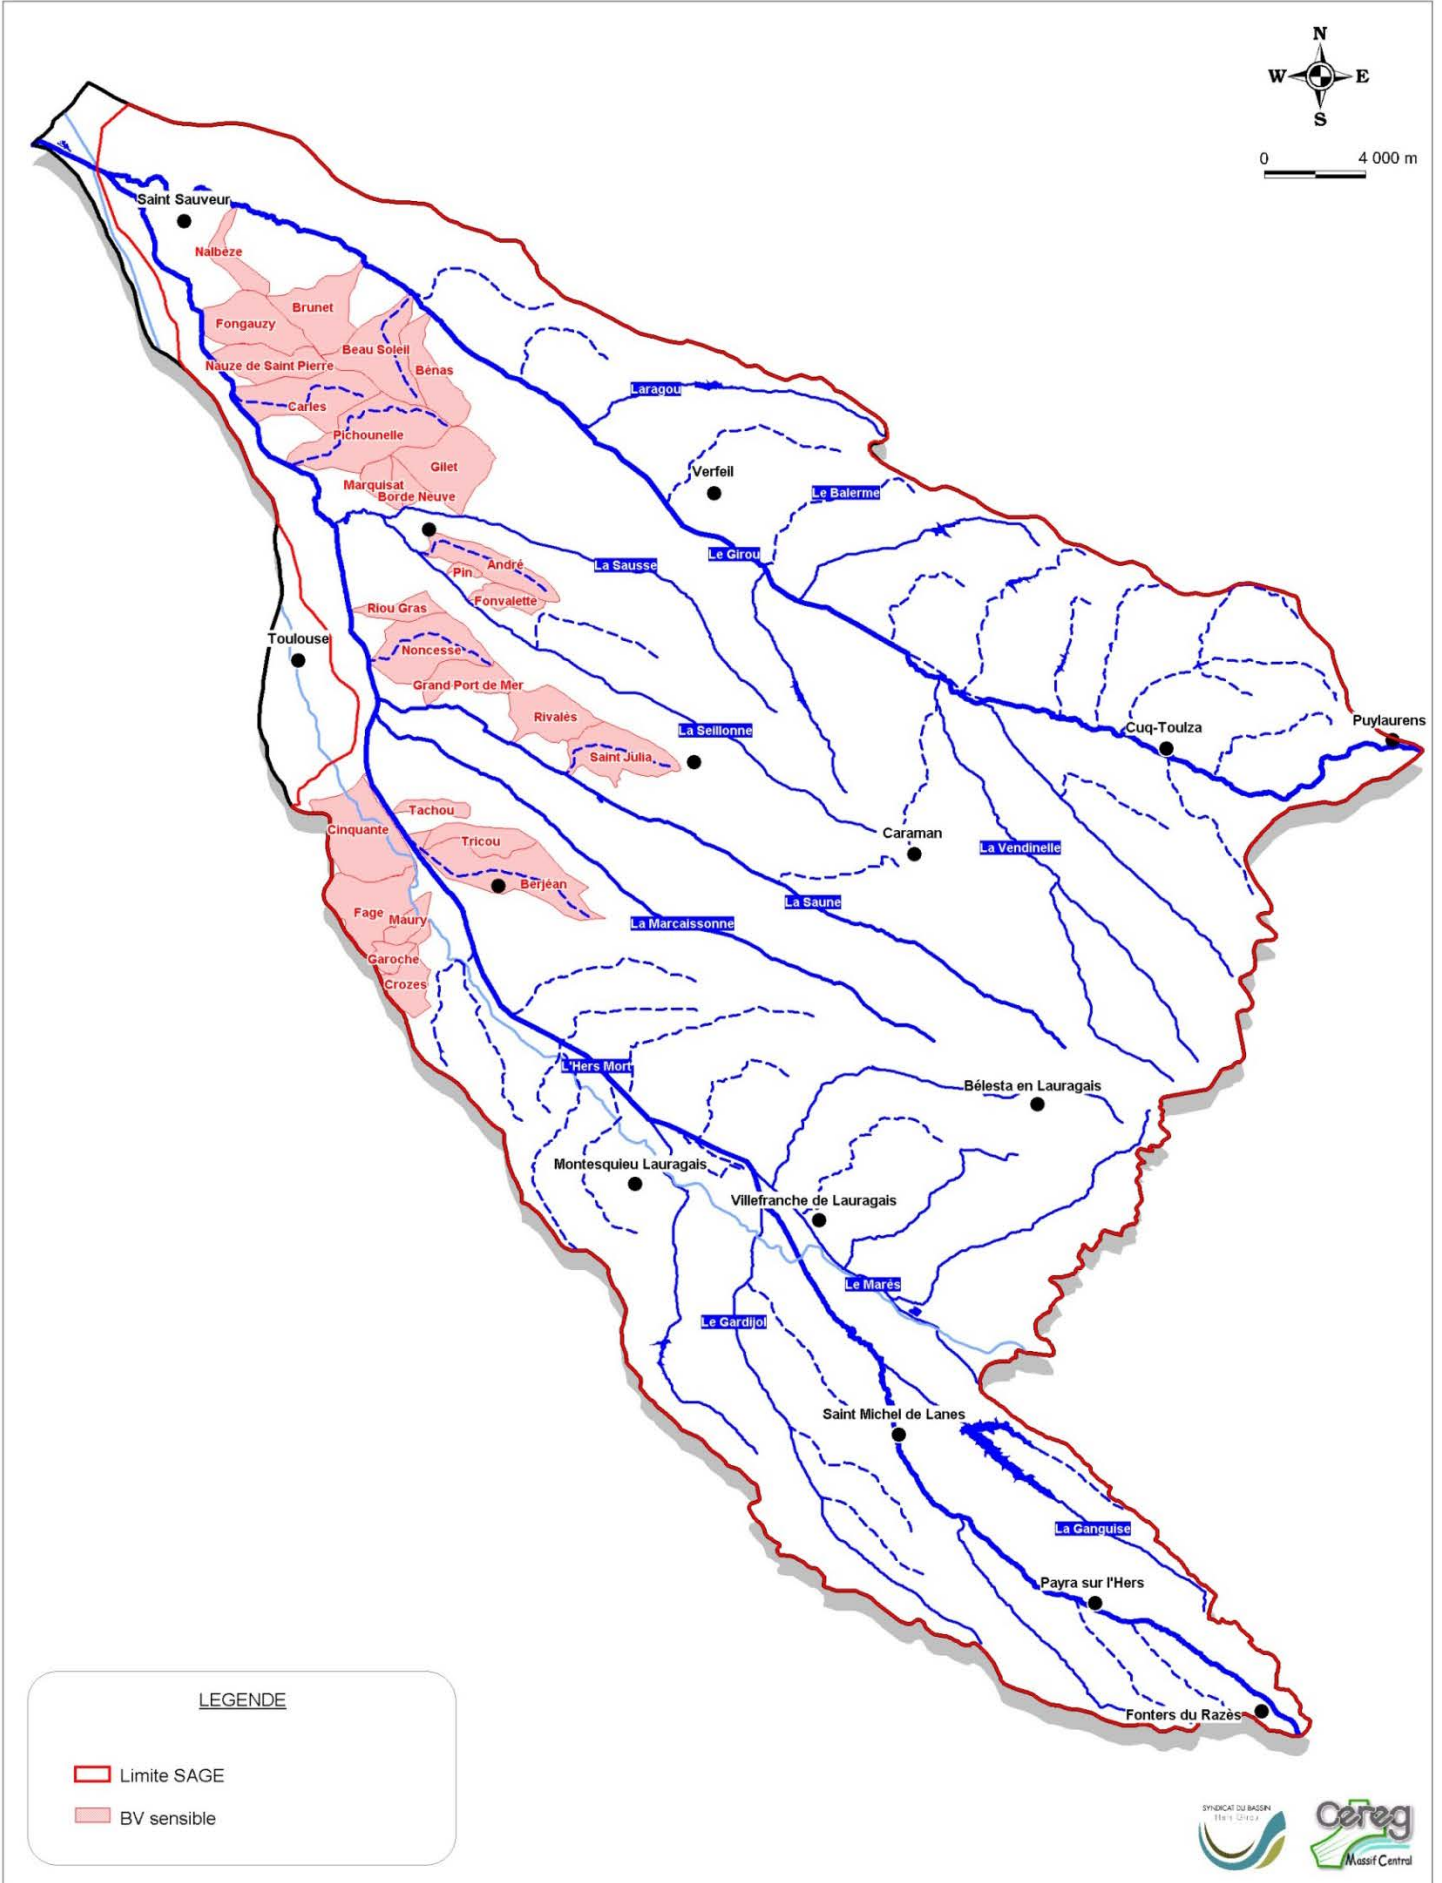 N
W E
S
0 4 000 m
Saint Sauveur
Nalbèze
Brunet
Fongauzy
Beau Soleil
Nauze de Saint Pierre
Bénas
Laragou
Carles
Pichounelle
Gilet
Verfeil
Marquisat
Borde Neuve
Le Balerme
Le Girou
La Sausse
André
Pin
Fonvalette
Riou Gras
Toulouse
Noncesse
Grand Port de Mer
Rivalès
Puylaurens
Cuq-Toulza
La Seillonne
Saint Julia
Tachou
Cinquante
Caraman
Tricou
La Vendinelle
Berjéan
La Saune
Fage
Maury
La Marcaissonne
Garoche
Crozes
L'Hers Mort
Bélesta en Lauragais
Montesquieu Lauragais
Villefranche de Lauragais
Le Marès
Le Gardijol
Saint Michel de Lanes
La Ganguise
Payra sur l'Hers
Fonters du Razès
LEGENDE
Limite SAGE
BV sensible
SYNDICAT DU BASSIN
Hers Girou
Cereg
Massif Central